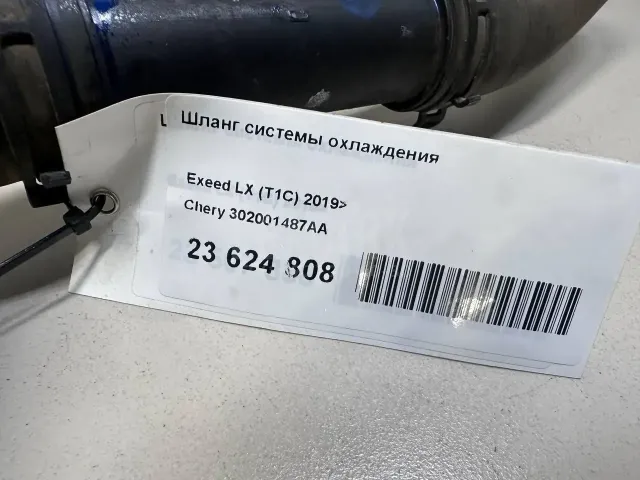 Шланг системы охлаждения
Exeed LX (T1C) 2019>
Chery 302001487AA
23 624 808